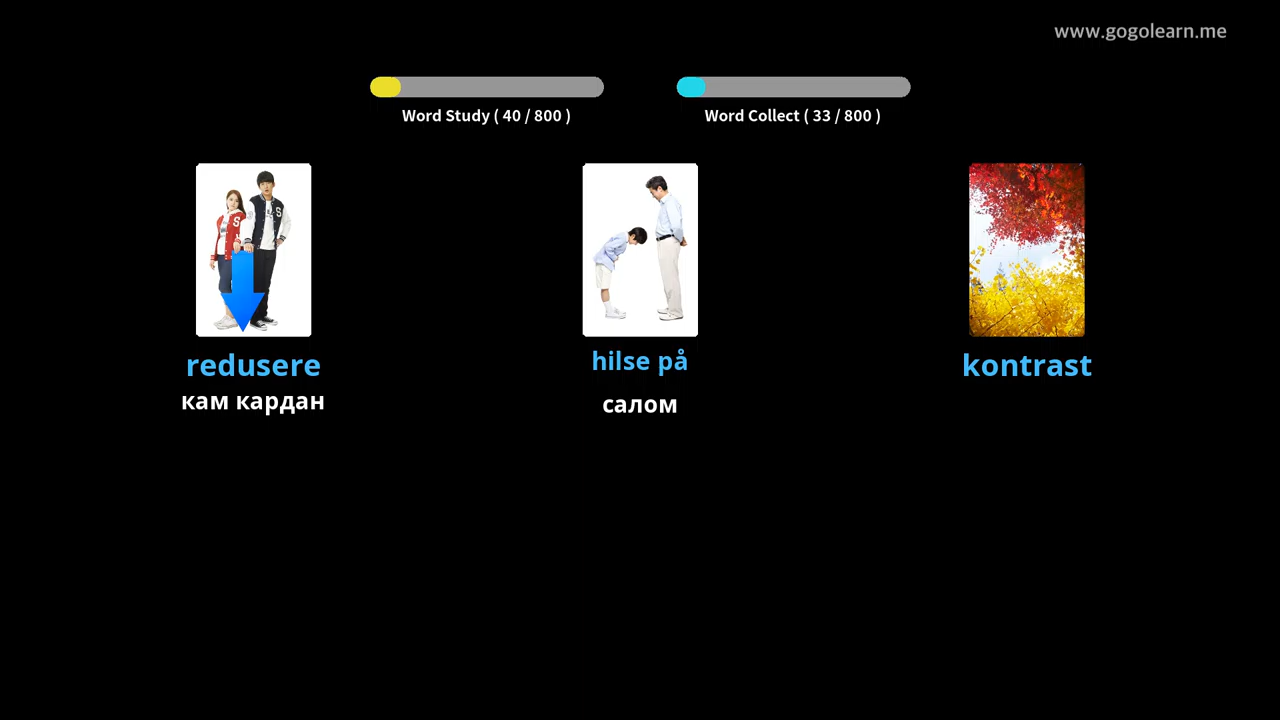 www.gogolearn.me
Word Study ( 40 / 800 )
Word Collect ( 33 / 800 )
redusere
кам кардан
hilse på
салом
kontrast